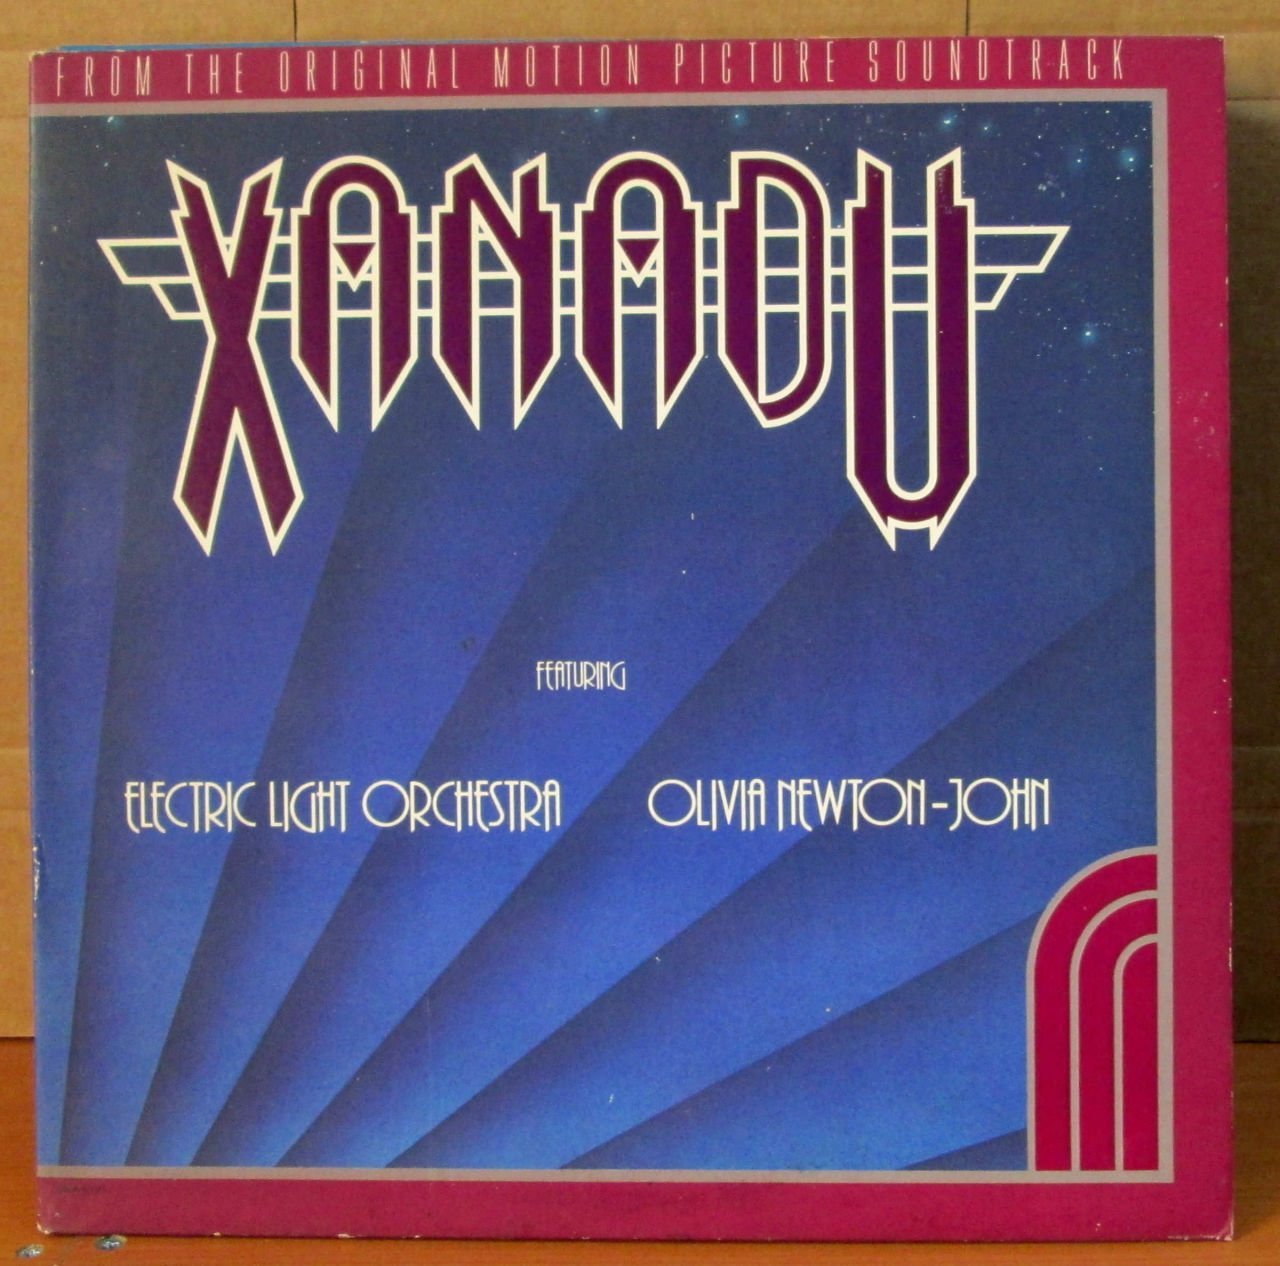 FROM THE ORIGINAL MOTION PICTURE SOUNDTRACK
XANADU
FEATURING
ELECTRIC LIGHT ORCHESTRA OLIVIA NEWTON-JOHN